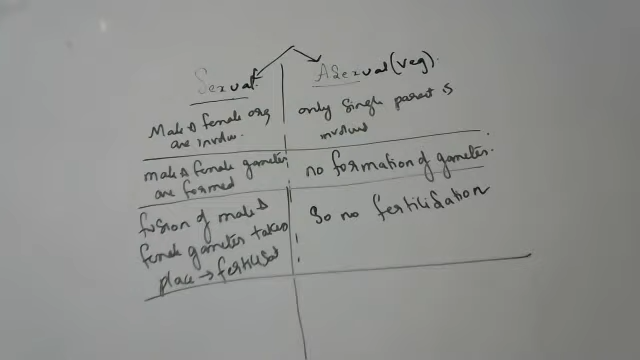 Sexual
Asexual (veg).
Male & female org
are involv.
only single parent is
involved
male & female gametes
are formed
no formation of gametes.
fusion of male &
female gametes takes
place → fertilisat
So no fertilisation